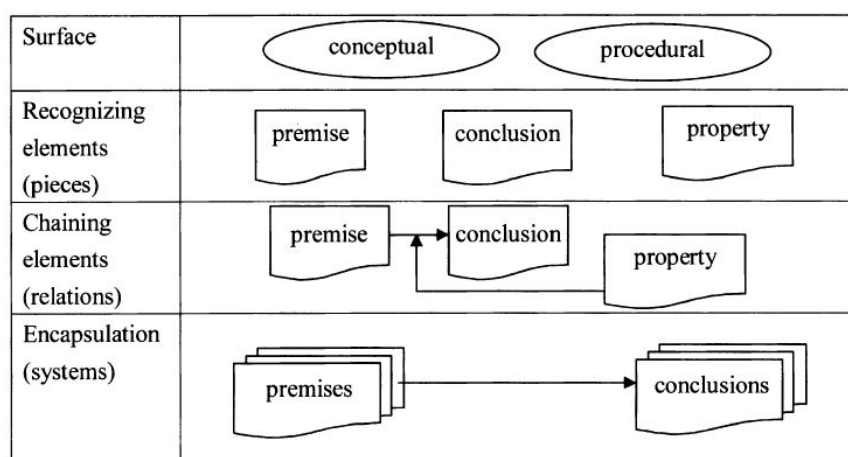 Surface
conceptual
procedural
Recognizing
elements
(pieces)
premise
conclusion
property
Chaining
elements
(relations)
premise
conclusion
property
Encapsulation
(systems)
premises
conclusions